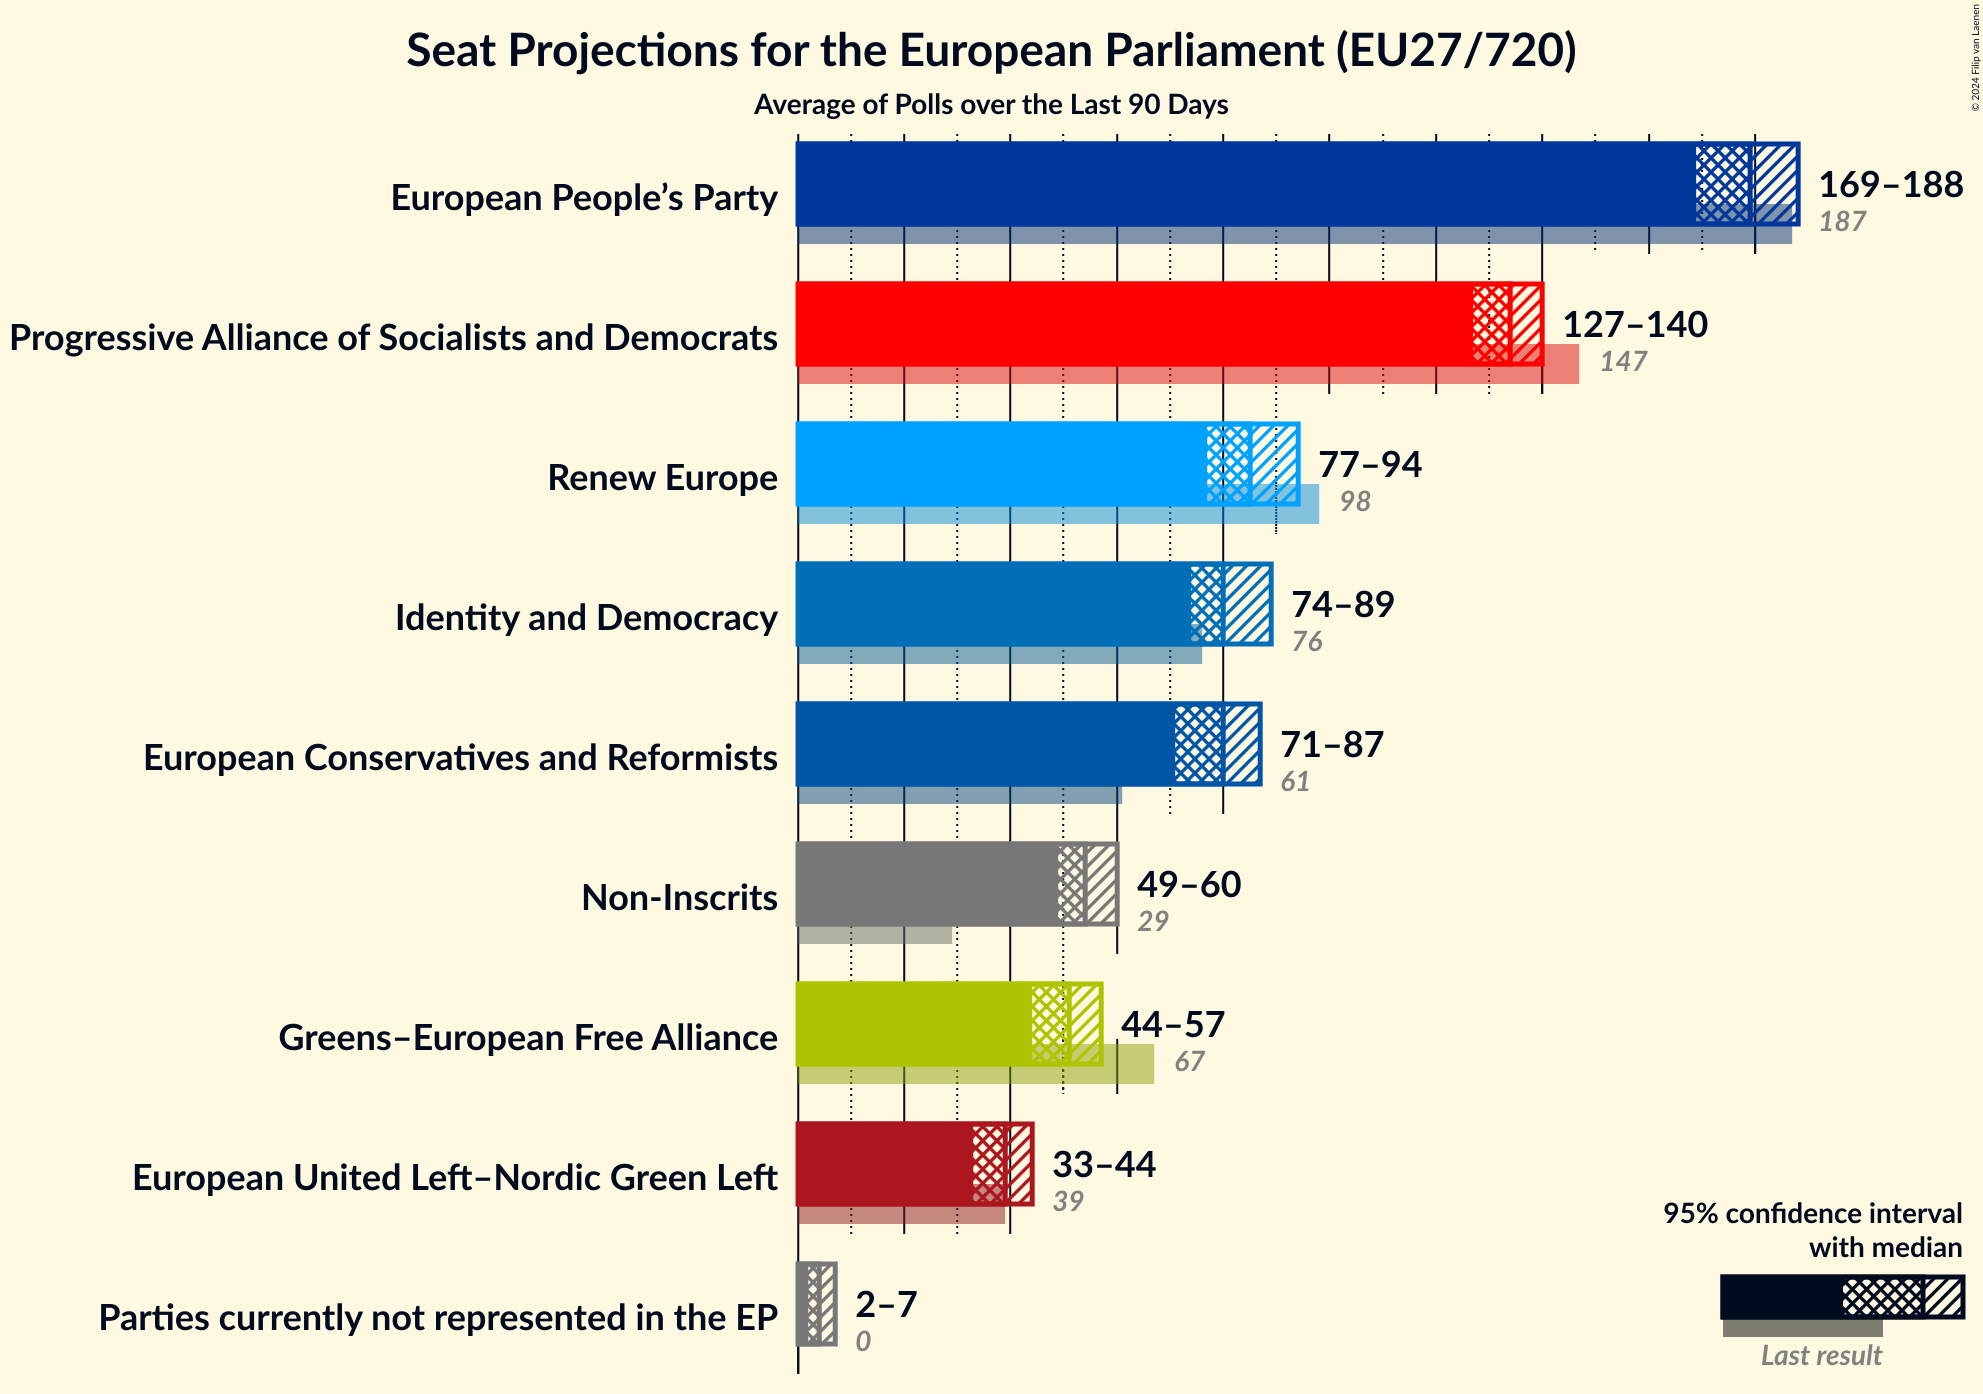 Seat Projections for the European Parliament (EU27/720)
Average of Polls over the Last 90 Days
© 2024 Filip van Laenen
European People’s Party
169–188
187
Progressive Alliance of Socialists and Democrats
127–140
147
Renew Europe
77–94
98
Identity and Democracy
74–89
76
European Conservatives and Reformists
71–87
61
Non-Inscrits
49–60
29
Greens–European Free Alliance
44–57
67
European United Left–Nordic Green Left
33–44
39
Parties currently not represented in the EP
2–7
0
95% confidence interval
with median
Last result